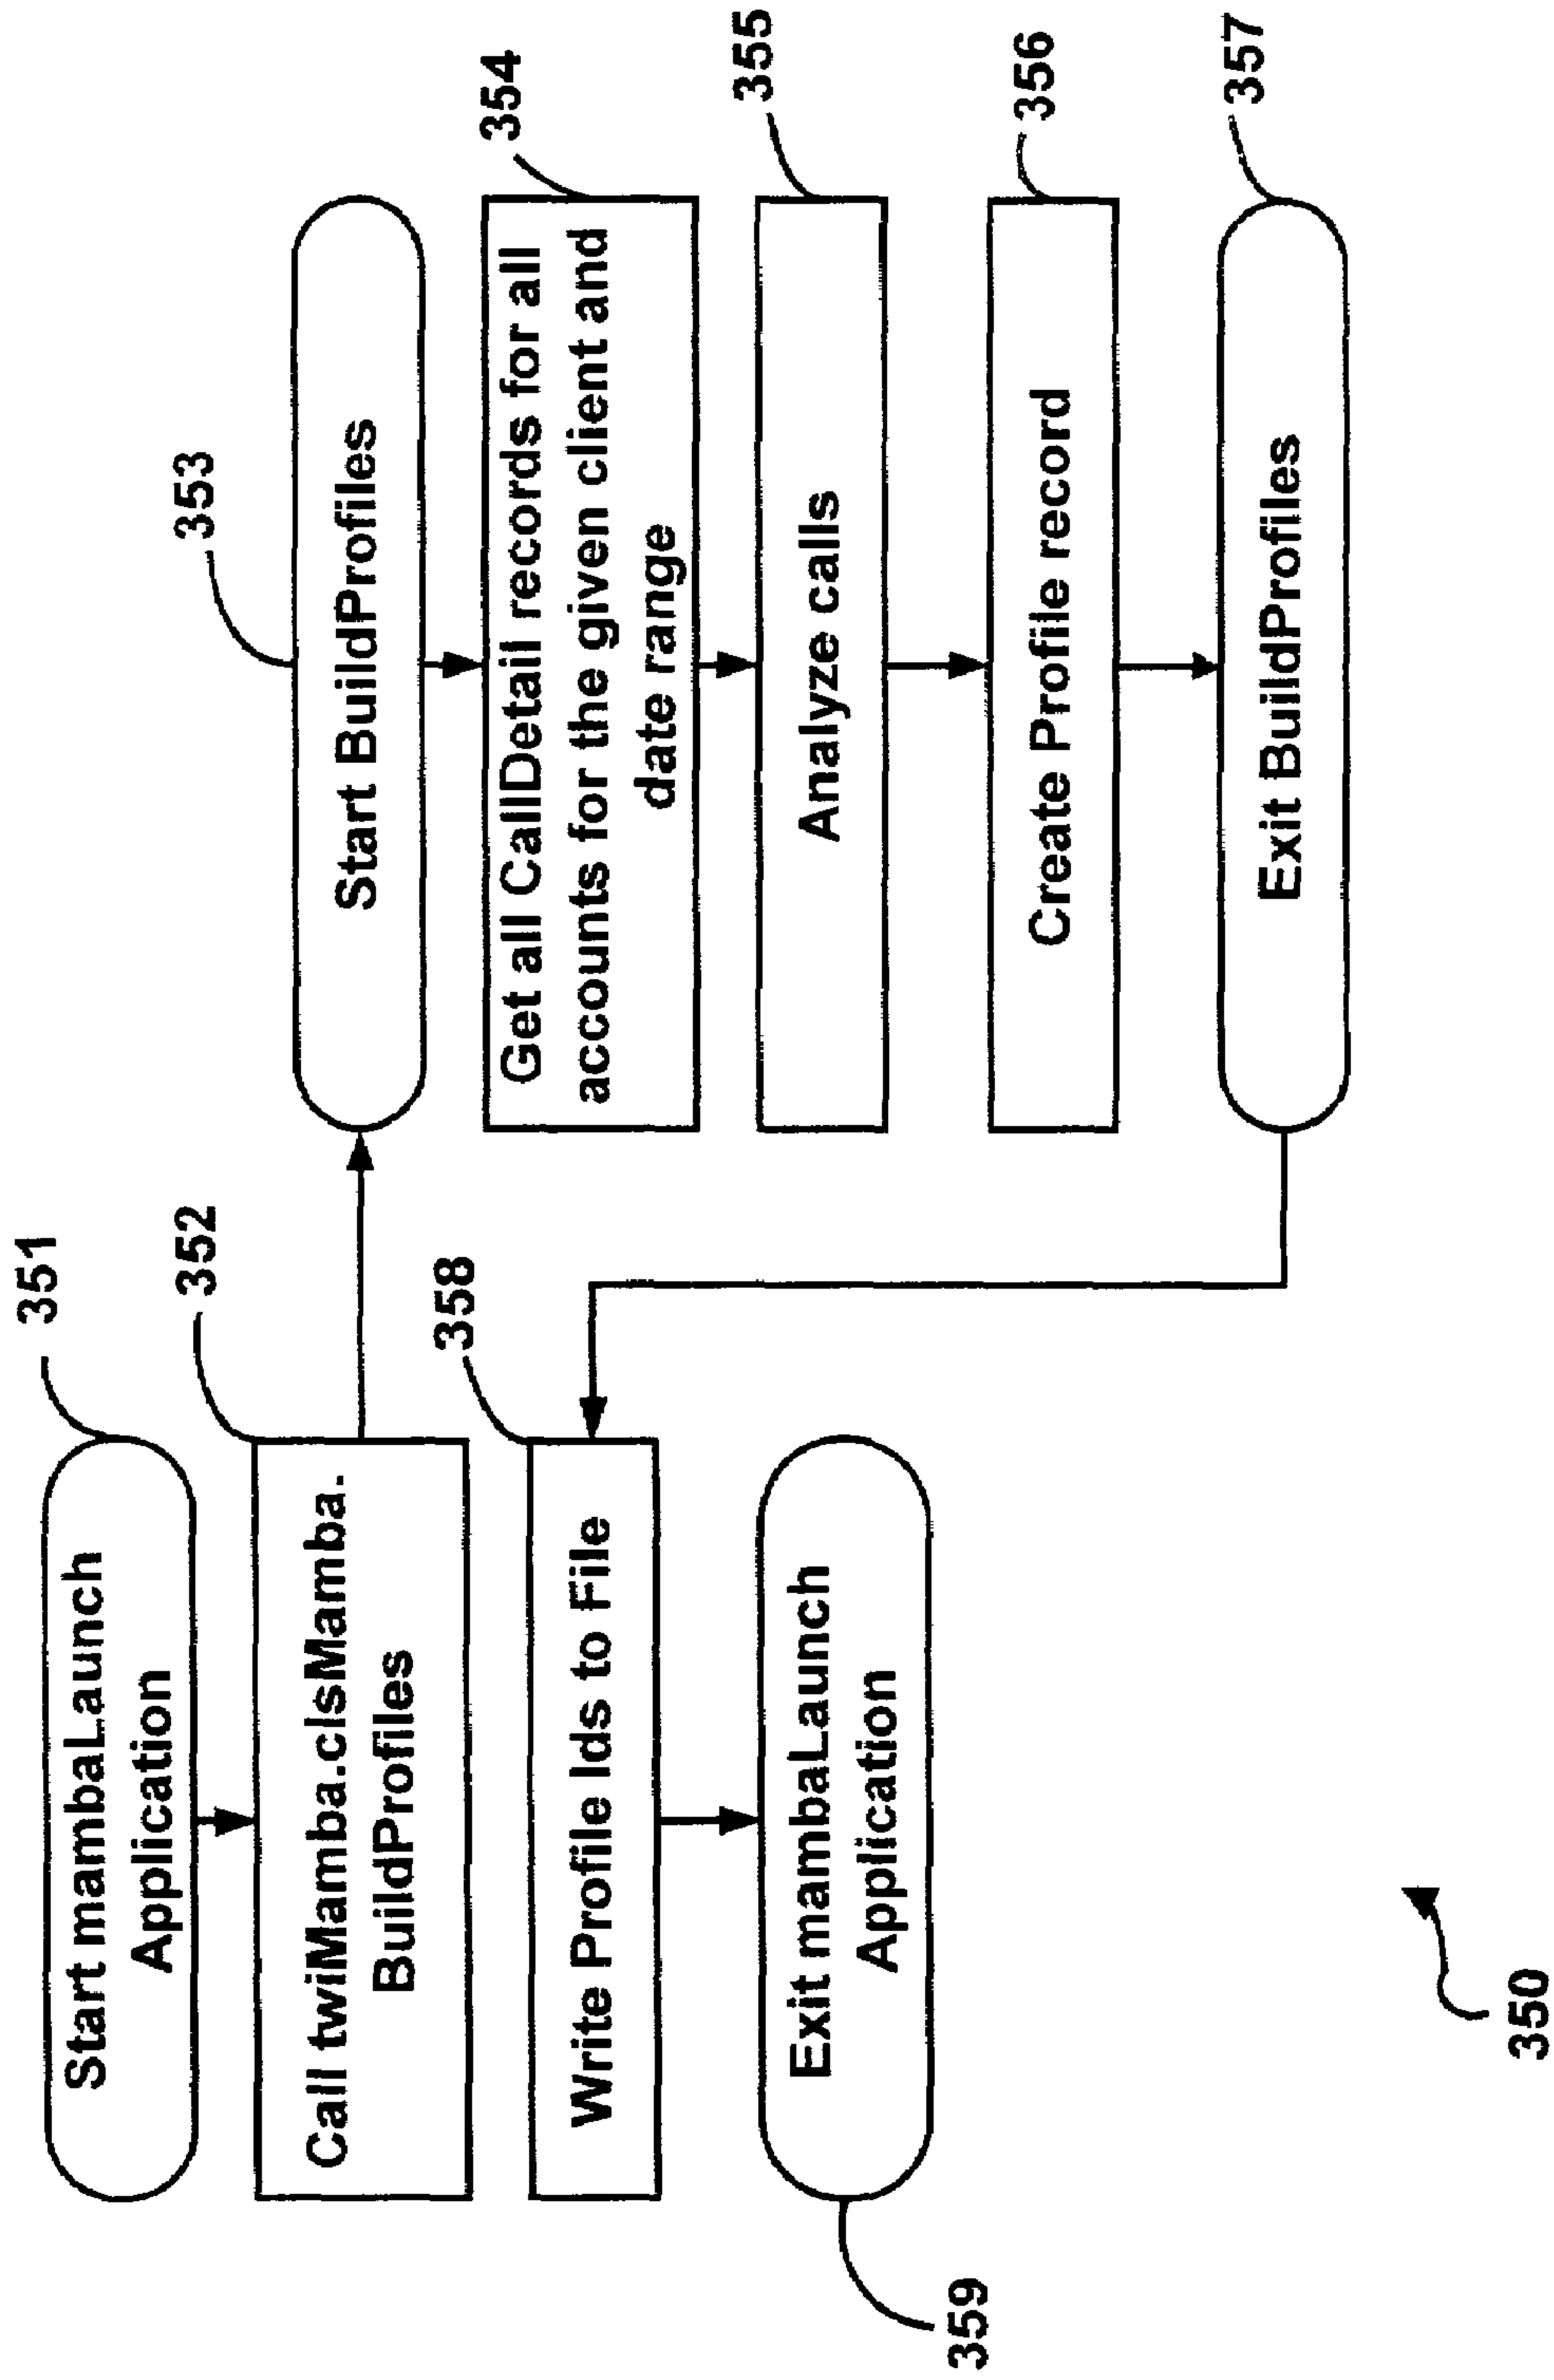 351
Start mambaLaunch
Application
352
Call twiMamba.clsMamba.
BuildProfiles
353
Start BuildProfiles
354
Get all CallDetail records for all
accounts for the given client and
date range
355
Analyze calls
356
Create Profile record
357
Exit BuildProfiles
358
Write Profile Ids to File
Exit mambaLaunch
Application
359
350